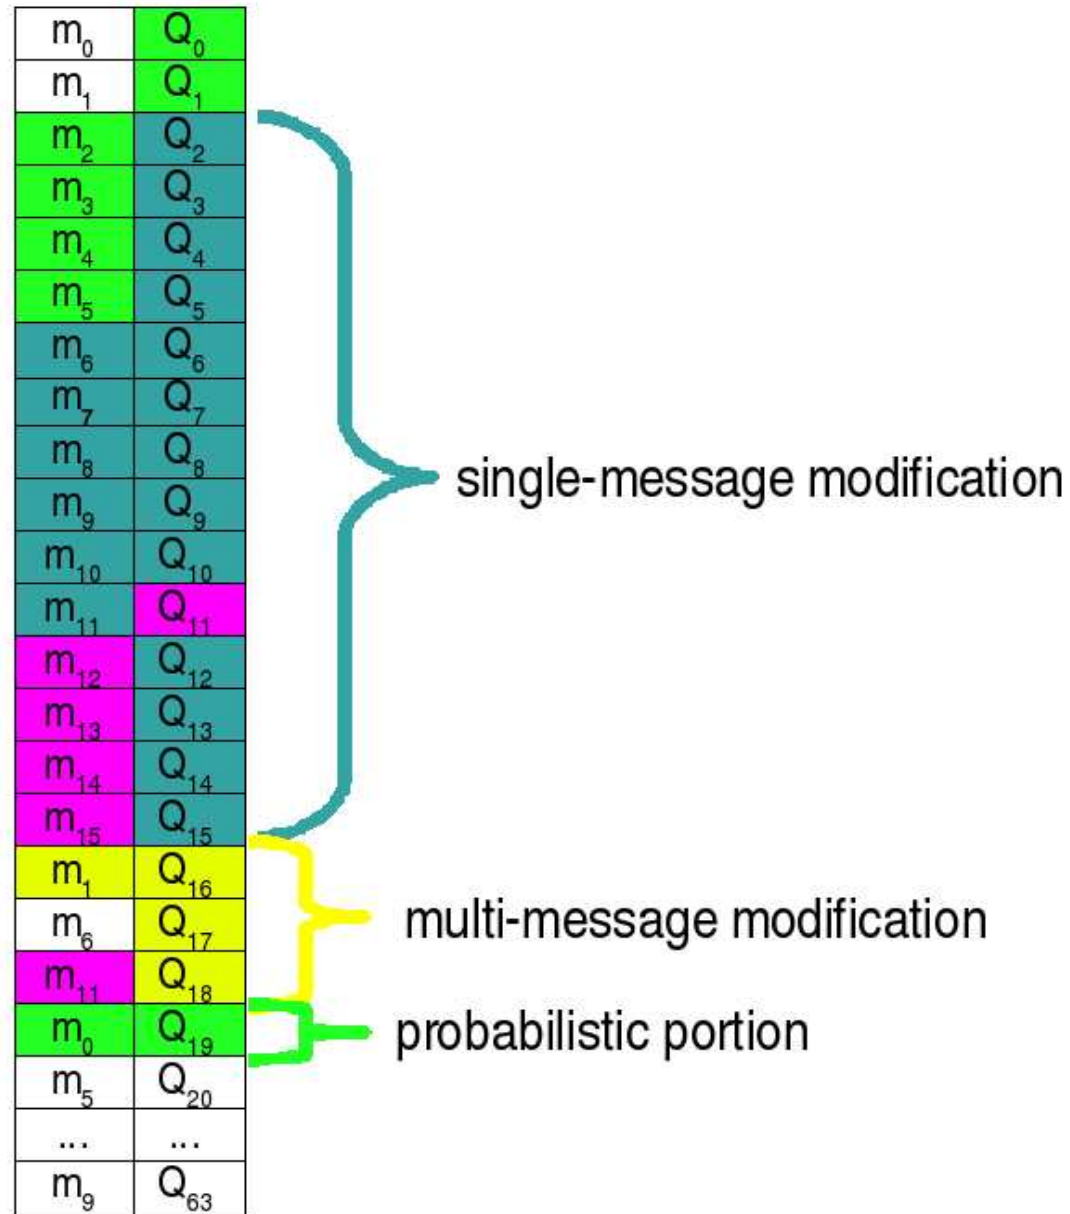 m₀ Q₀
m₁ Q₁
m₂ Q₂
m₃ Q₃
m₄ Q₄
m₅ Q₅
m₆ Q₆
m₇ Q₇
m₈ Q₈
m₉ Q₉
m₁₀ Q₁₀
m₁₁ Q₁₁
m₁₂ Q₁₂
m₁₃ Q₁₃
m₁₄ Q₁₄
m₁₅ Q₁₅
m₁ Q₁₆
m₆ Q₁₇
m₁₁ Q₁₈
m₀ Q₁₉
m₅ Q₂₀
... ...
m₉ Q₆₃
single-message modification
multi-message modification
probabilistic portion